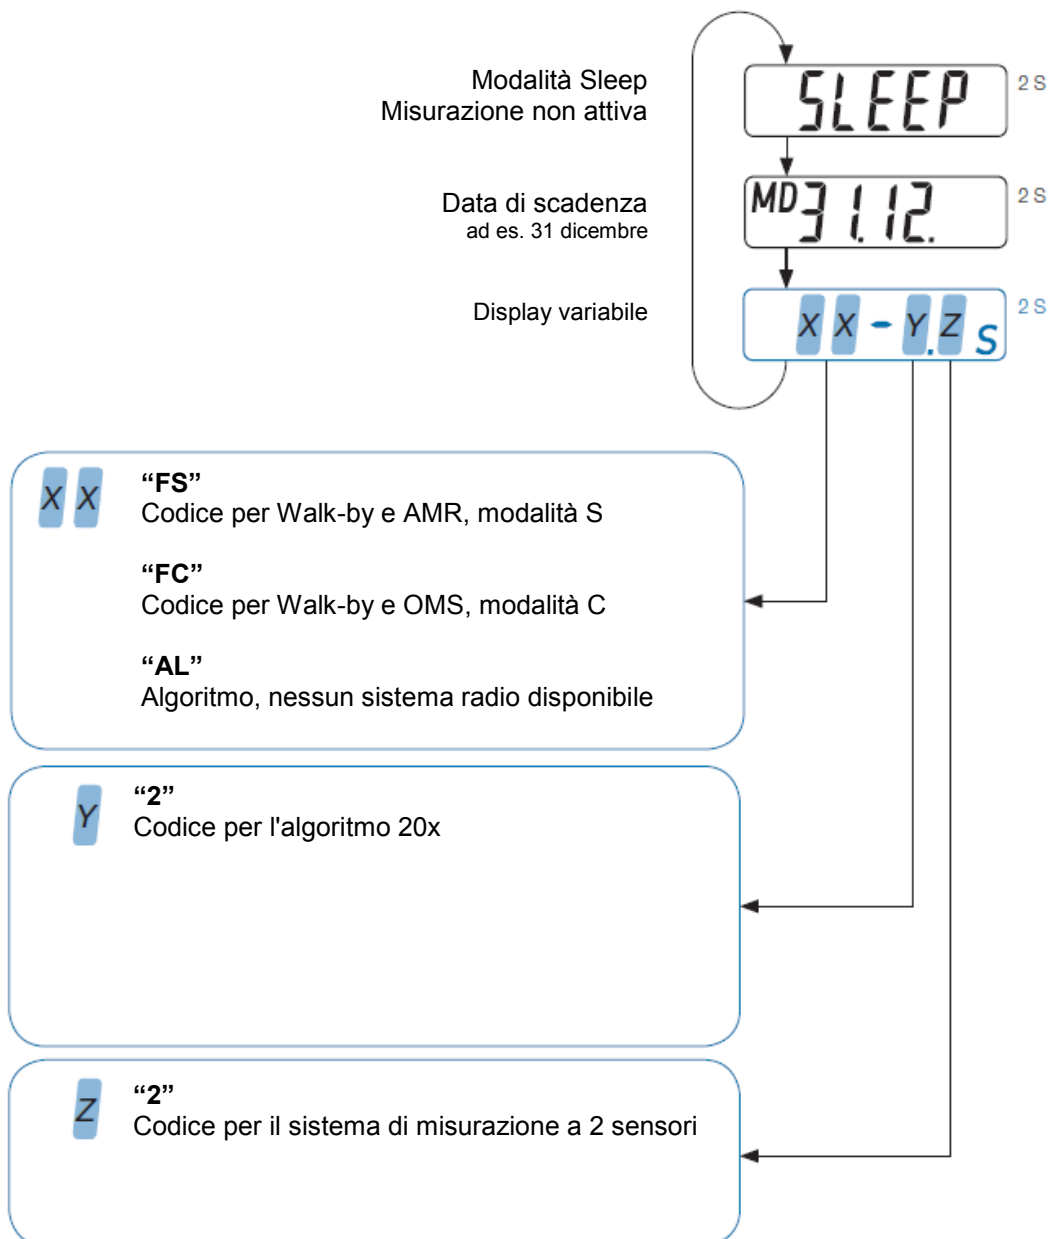 Modalità Sleep
Misurazione non attiva
SLEEP
2 S
Data di scadenza
ad es. 31 dicembre
MD 31.12.
2 S
Display variabile
X X - Y.Z S
2 S
X X
“FS”
Codice per Walk-by e AMR, modalità S
“FC”
Codice per Walk-by e OMS, modalità C
“AL”
Algoritmo, nessun sistema radio disponibile
Y
“2”
Codice per l'algoritmo 20x
Z
“2”
Codice per il sistema di misurazione a 2 sensori